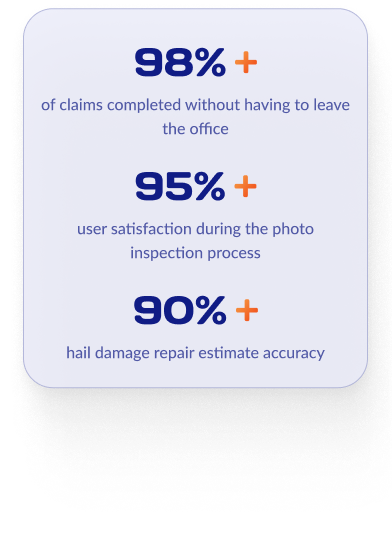 98% +
of claims completed without having to leave
the office
95% +
user satisfaction during the photo
inspection process
90% +
hail damage repair estimate accuracy